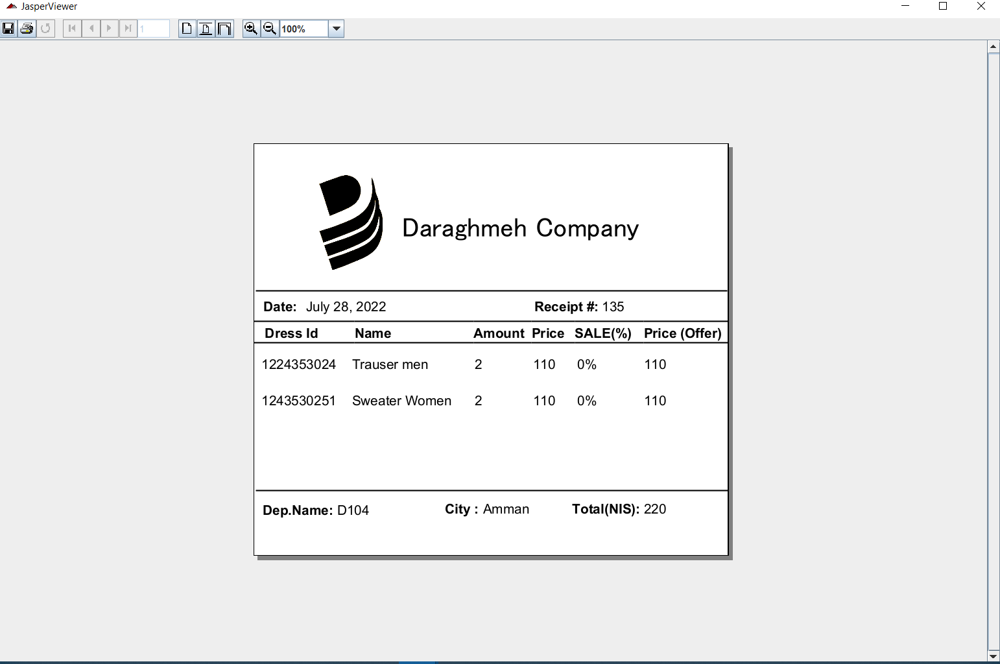 JasperViewer
1
100%
Daraghmeh Company
Date: July 28, 2022 Receipt #: 135
Dress Id Name Amount Price SALE(%) Price (Offer)
1224353024 Trauser men 2 110 0% 110
1243530251 Sweater Women 2 110 0% 110
Dep.Name: D104 City : Amman Total(NIS): 220